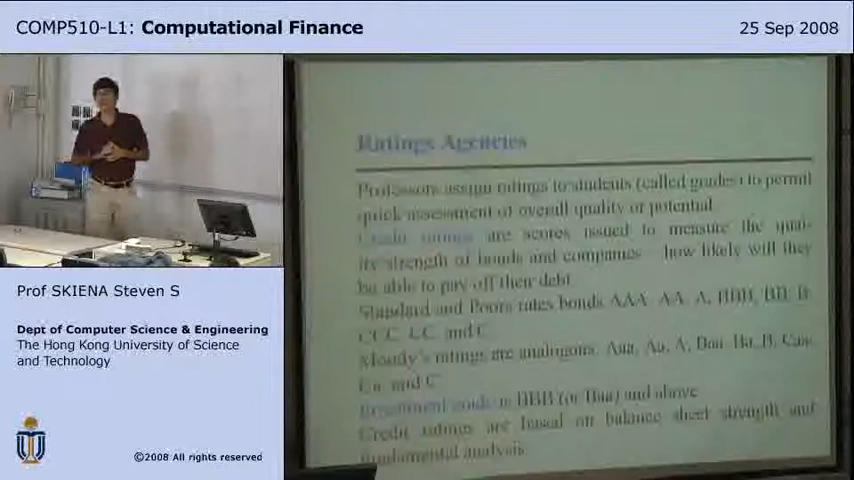 COMP510-L1: Computational Finance
25 Sep 2008
Ratings Agencies
Professors assign ratings to students (called grades) to permit
quick assessment of overall quality or potential.
Credit ratings are scores issued to measure the qual-
ity/strength of bonds and companies – how likely will they
be able to pay off their debt.
Standard and Poors rates bonds AAA, AA, A, BBB, BB, B,
CCC, CC, and C.
Moody's ratings are analogous: Aaa, Aa, A, Baa, Ba, B, Caa,
Ca, and C.
Investment grade is BBB (or Baa) and above.
Credit ratings are based on balance sheet strength and
fundamental analysis.
Prof SKIENA Steven S
Dept of Computer Science & Engineering
The Hong Kong University of Science
and Technology
©2008 All rights reserved